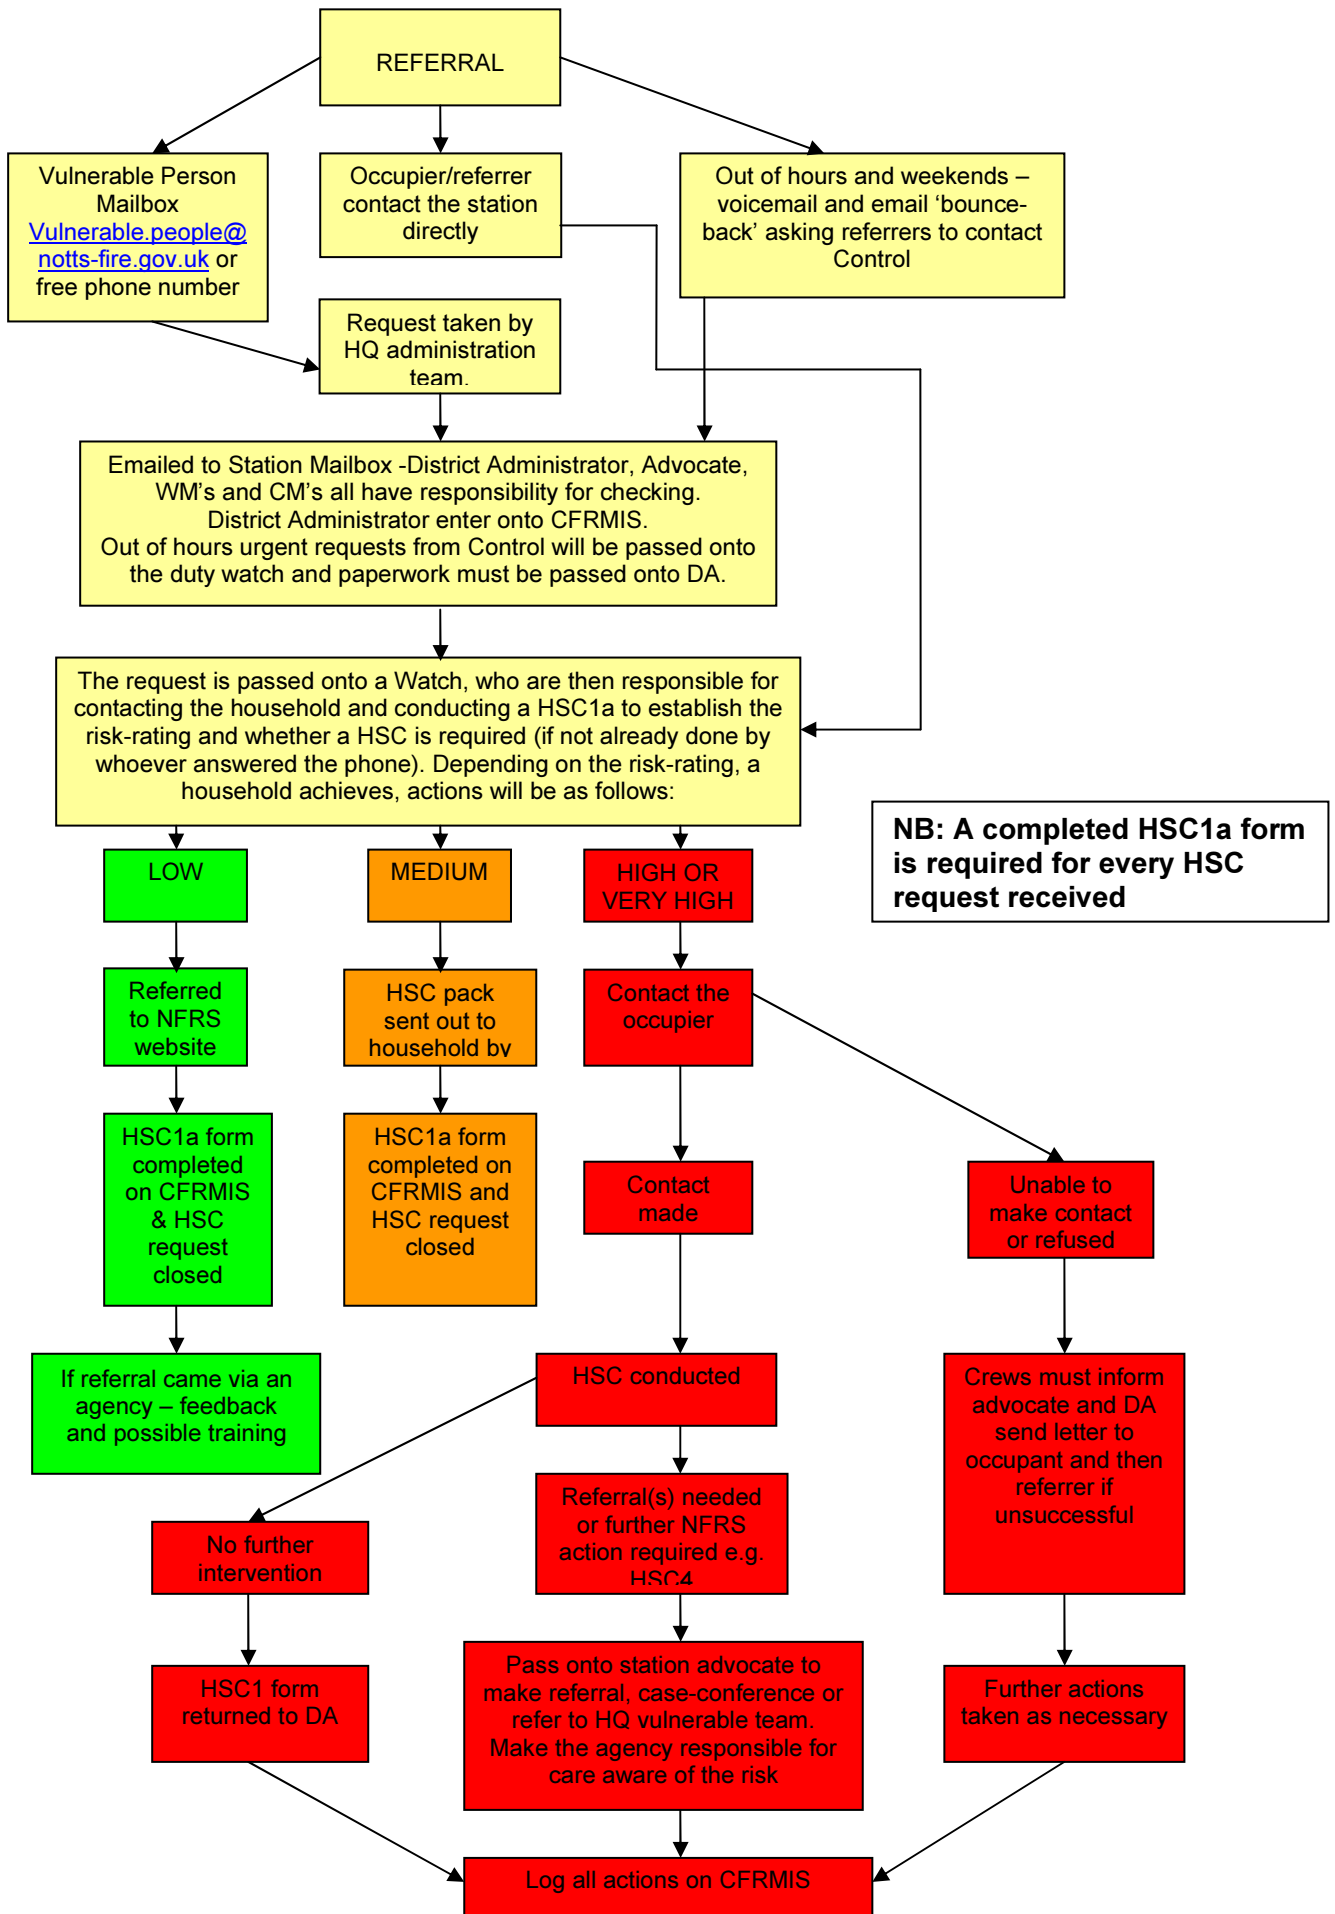 REFERRAL
Vulnerable Person
Mailbox
Vulnerable.people@
notts-fire.gov.uk or
free phone number
Occupier/referrer
contact the station
directly
Out of hours and weekends –
voicemail and email ‘bounce-
back’ asking referrers to contact
Control
Request taken by
HQ administration
team.
Emailed to Station Mailbox -District Administrator, Advocate,
WM’s and CM’s all have responsibility for checking.
District Administrator enter onto CFRMIS.
Out of hours urgent requests from Control will be passed onto
the duty watch and paperwork must be passed onto DA.
The request is passed onto a Watch, who are then responsible for
contacting the household and conducting a HSC1a to establish the
risk-rating and whether a HSC is required (if not already done by
whoever answered the phone). Depending on the risk-rating, a
household achieves, actions will be as follows:
NB: A completed HSC1a form
is required for every HSC
request received
LOW
MEDIUM
HIGH OR
VERY HIGH
Referred
to NFRS
website
HSC pack
sent out to
household by
Contact the
occupier
HSC1a form
completed
on CFRMIS
& HSC
request
closed
HSC1a form
completed on
CFRMIS and
HSC request
closed
Contact
made
Unable to
make contact
or refused
If referral came via an
agency – feedback
and possible training
HSC conducted
Crews must inform
advocate and DA
send letter to
occupant and then
referrer if
unsuccessful
No further
intervention
Referral(s) needed
or further NFRS
action required e.g.
HSC4
HSC1 form
returned to DA
Pass onto station advocate to
make referral, case-conference or
refer to HQ vulnerable team.
Make the agency responsible for
care aware of the risk
Further actions
taken as necessary
Log all actions on CFRMIS